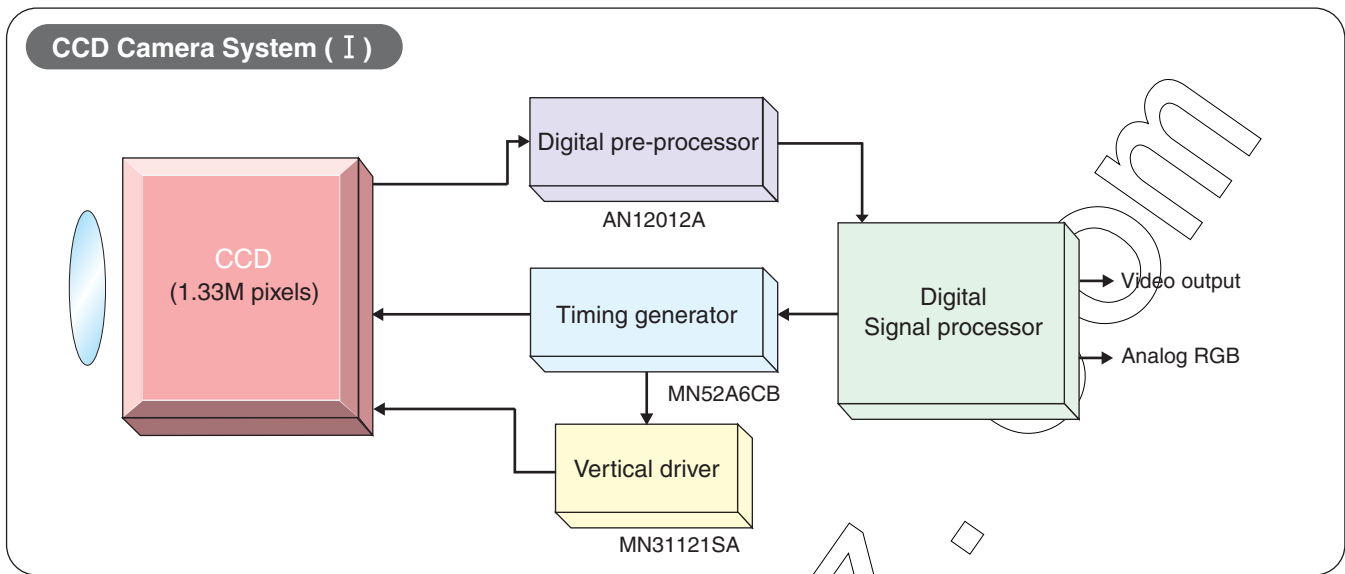 CCD Camera System ( I )
Digital pre-processor
AN12012A
CCD
(1.33M pixels)
Timing generator
MN52A6CB
Digital
Signal processor
Video output
Analog RGB
Vertical driver
MN31121SA
om